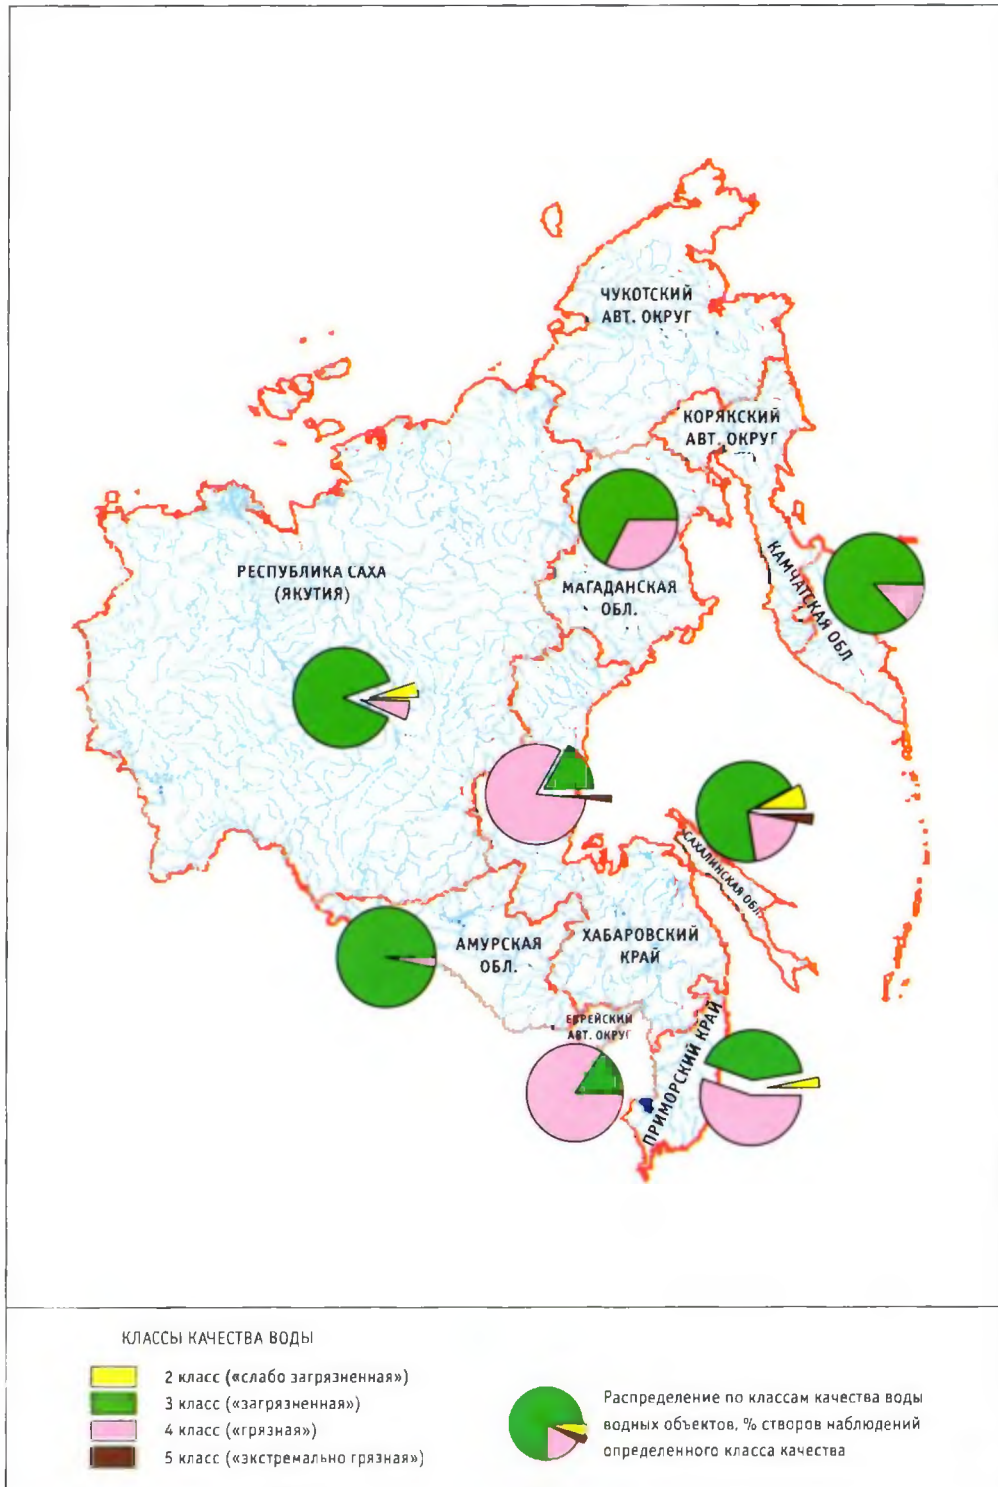 ЧУКОТСКИЙ
АВТ. ОКРУГ
КОРЯКСКИЙ
АВТ. ОКРУГ
РЕСПУБЛИКА САХА
(ЯКУТИЯ)
МАГАДАНСКАЯ
ОБЛ.
КАМЧАТСКАЯ ОБЛ
САХАЛИНСКАЯ ОБЛ.
АМУРСКАЯ
ОБЛ.
ХАБАРОВСКИЙ
КРАЙ
ЕВРЕЙСКИЙ
АВТ. ОКРУГ
ПРИМОРСКИЙ КРАЙ
КЛАССЫ КАЧЕСТВА ВОДЫ
2 класс («слабо загрязненная»)
3 класс («загрязненная»)
4 класс («грязная»)
5 класс («экстремально грязная»)
Распределение по классам качества воды
водных объектов, % створов наблюдений
определенного класса качества